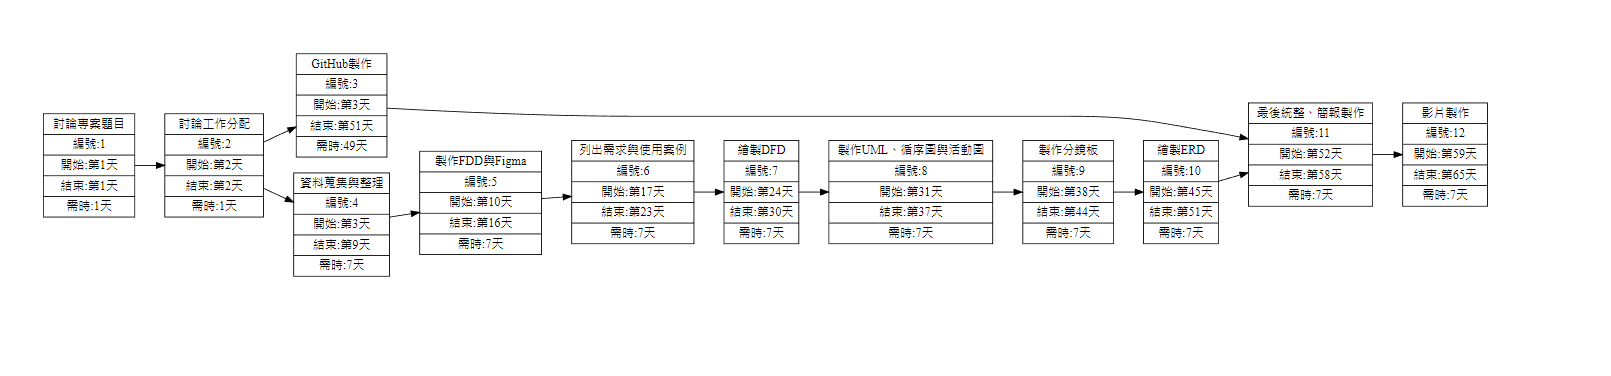 討論專案題目
編號:1
開始:第1天
結束:第1天
需時:1天
討論工作分配
編號:2
開始:第2天
結束:第2天
需時:1天
GitHub製作
編號:3
開始:第3天
結束:第51天
需時:49天
資料蒐集與整理
編號:4
開始:第3天
結束:第9天
需時:7天
製作FDD與Figma
編號:5
開始:第10天
結束:第16天
需時:7天
列出需求與使用案例
編號:6
開始:第17天
結束:第23天
需時:7天
繪製DFD
編號:7
開始:第24天
結束:第30天
需時:7天
製作UML、循序圖與活動圖
編號:8
開始:第31天
結束:第37天
需時:7天
製作分鏡板
編號:9
開始:第38天
結束:第44天
需時:7天
繪製ERD
編號:10
開始:第45天
結束:第51天
需時:7天
最後統整、簡報製作
編號:11
開始:第52天
結束:第58天
需時:7天
影片製作
編號:12
開始:第59天
結束:第65天
需時:7天